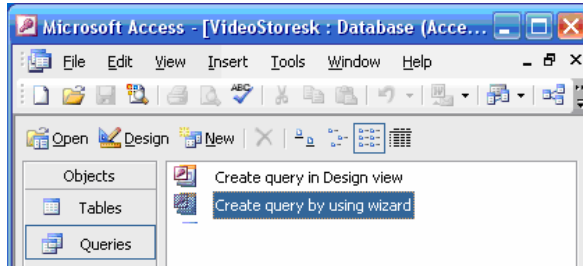 Microsoft Access - [VideoStoresk : Database (Acce...
File Edit View Insert Tools Window Help
ABC
Open Design New
Objects
Create query in Design view
Tables
Create query by using wizard
Queries